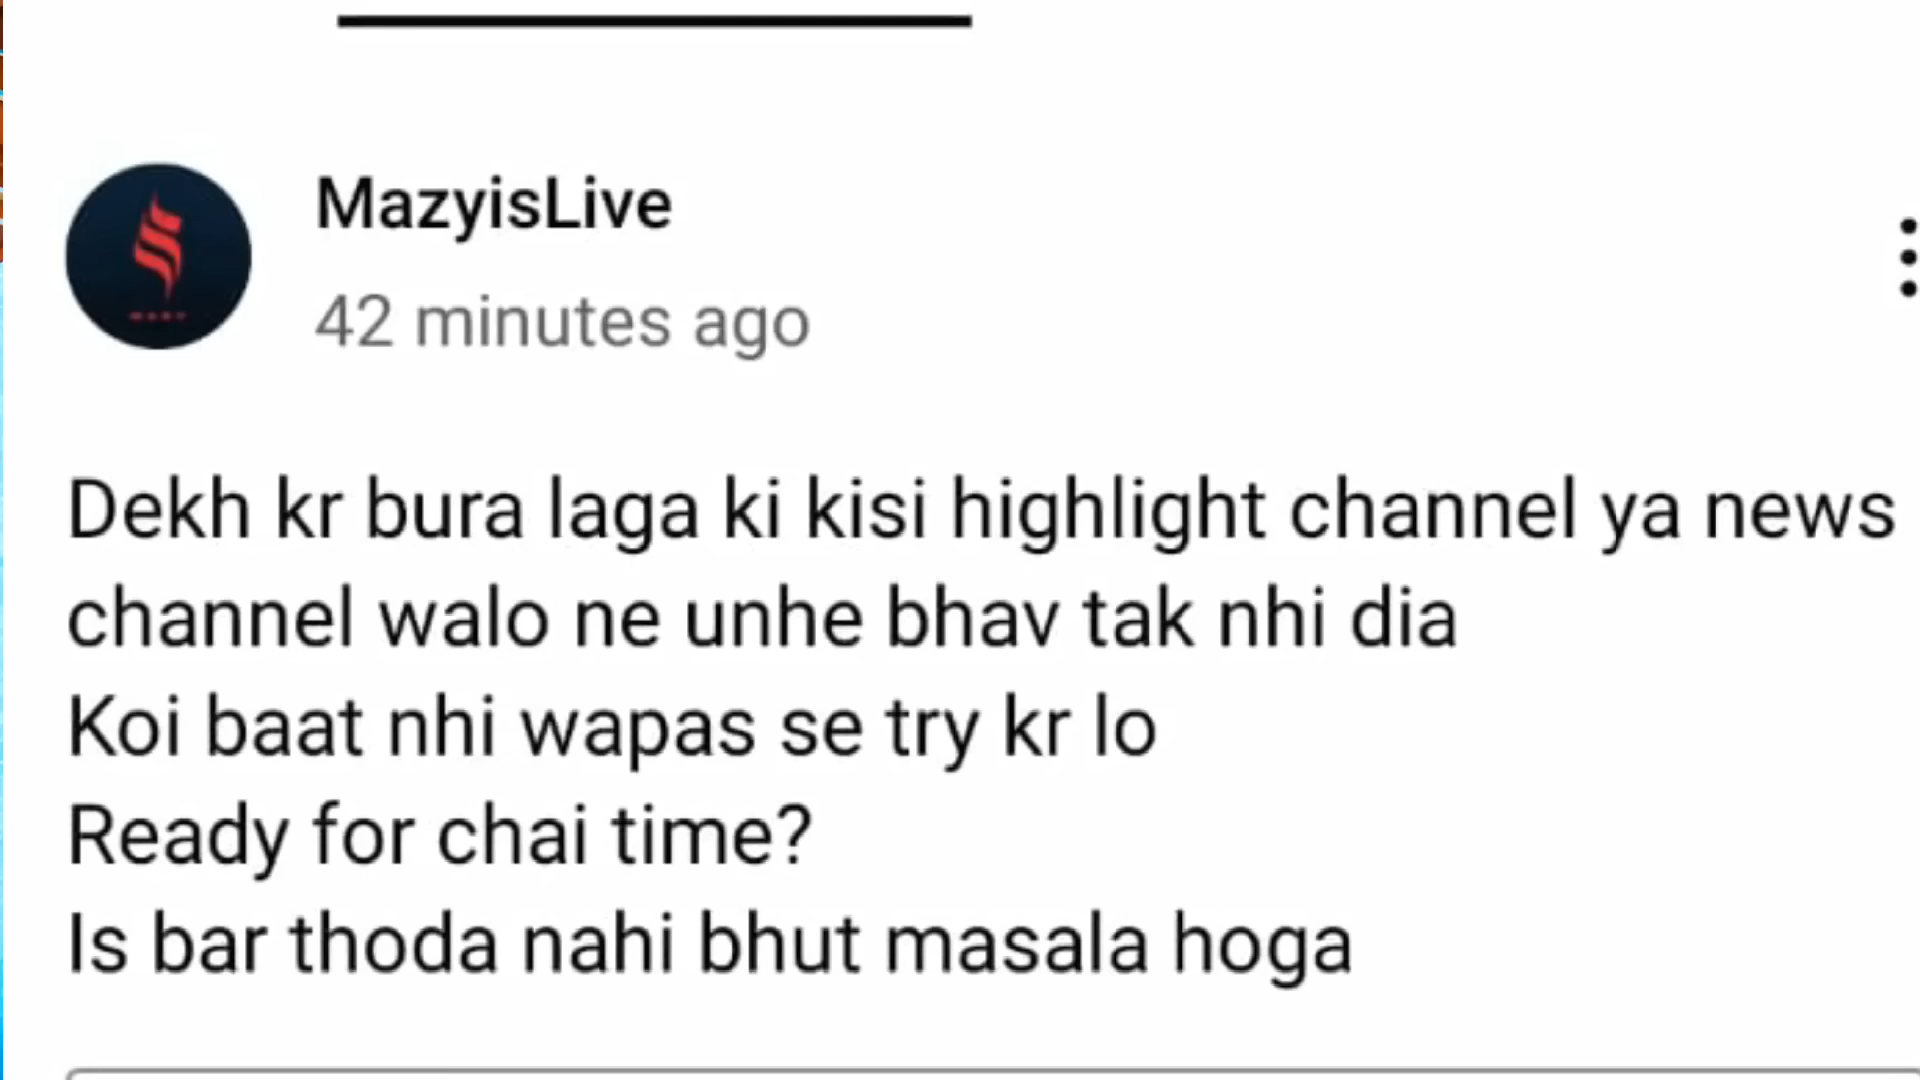 MazyisLive
42 minutes ago
Dekh kr bura laga ki kisi highlight channel ya news
channel walo ne unhe bhav tak nhi dia
Koi baat nhi wapas se try kr lo
Ready for chai time?
Is bar thoda nahi bhut masala hoga